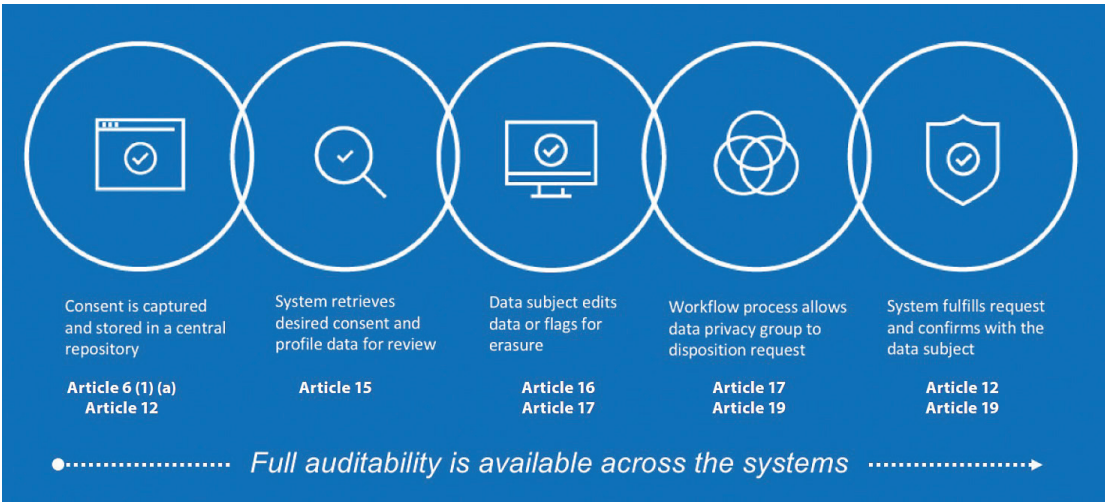 Consent is captured
and stored in a central
repository
Article 6 (1) (a)
Article 12
System retrieves
desired consent and
profile data for review
Article 15
Data subject edits
data or flags for
erasure
Article 16
Article 17
Workflow process allows
data privacy group to
disposition request
Article 17
Article 19
System fulfills request
and confirms with the
data subject
Article 12
Article 19
Full auditability is available across the systems